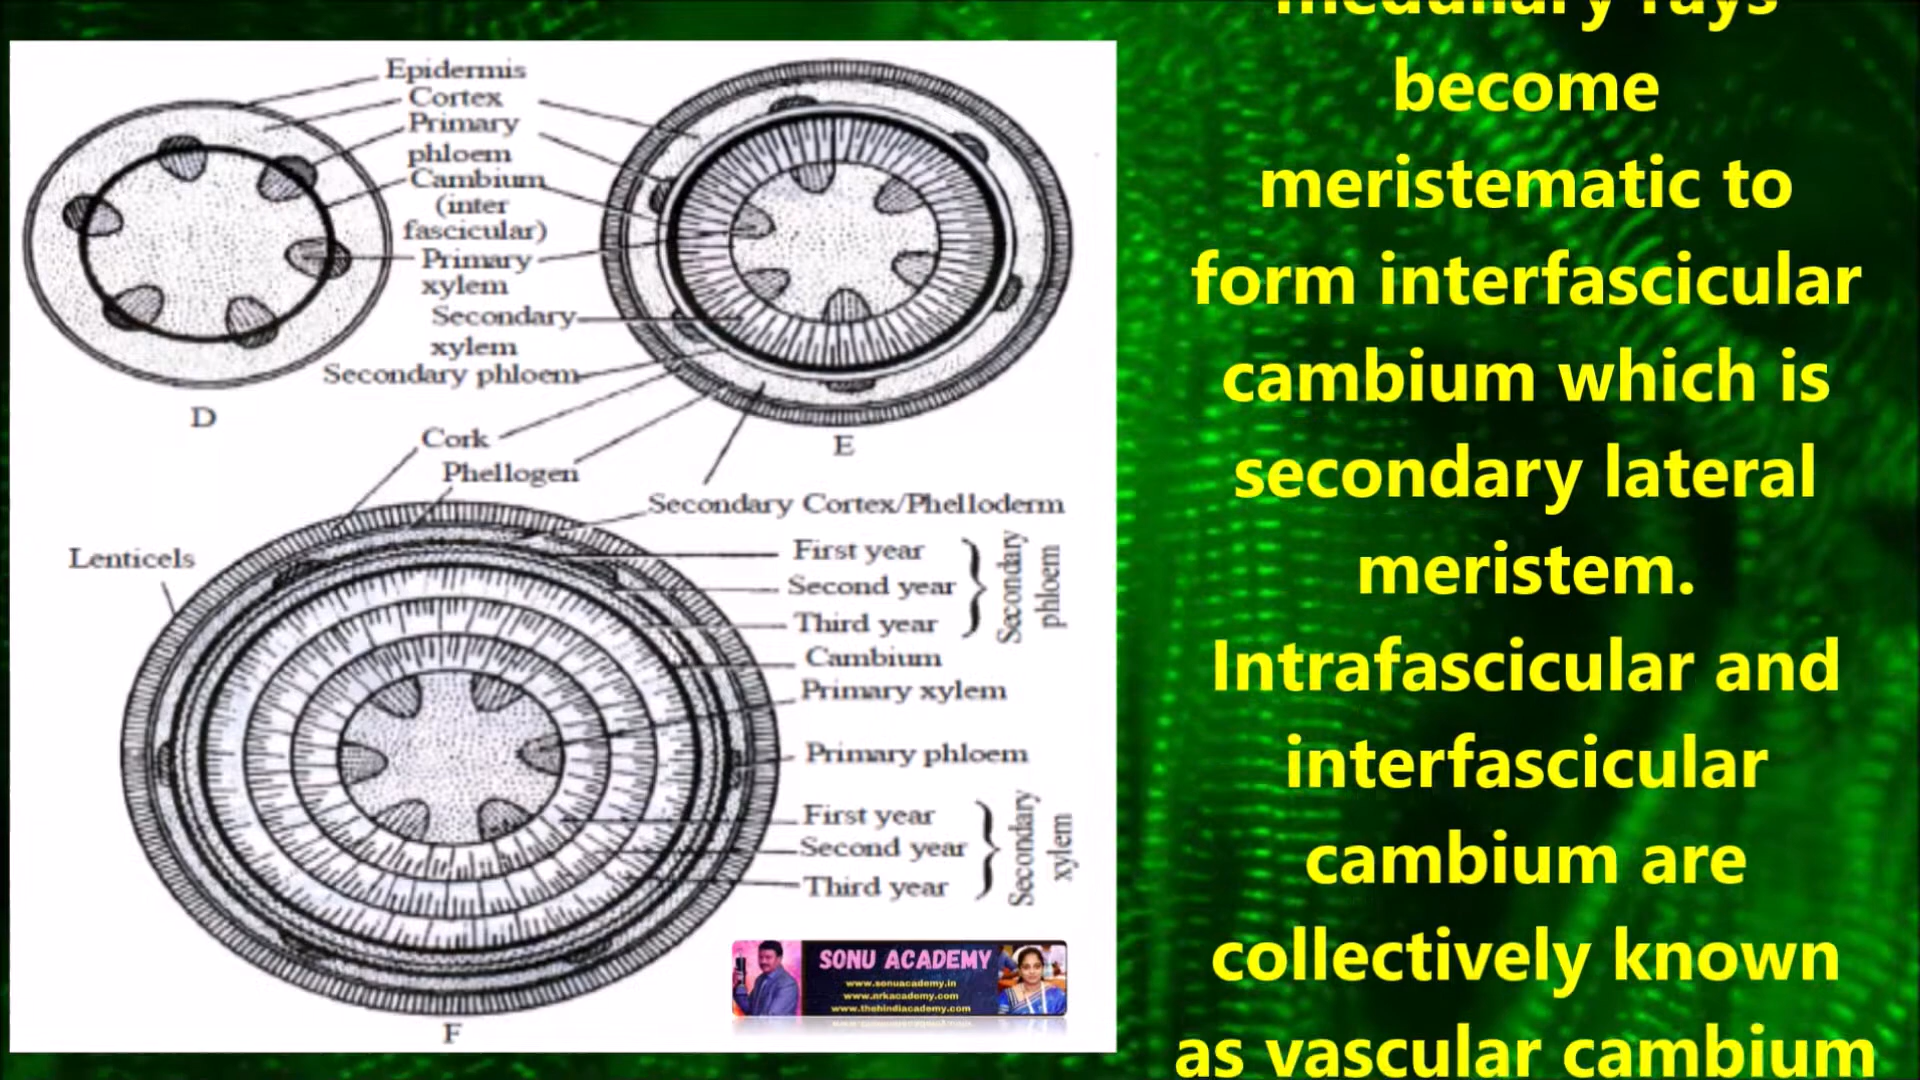 Epidermis
Cortex
Primary
phloem
Cambium
(inter
fascicular)
Primary
xylem
Secondary
xylem
Secondary phloem
D
E
Cork
Phellogen
Secondary Cortex/Phelloderm
Lenticels
First year
Second year
Third year
Secondary
phloem
Cambium
Primary xylem
Primary phloem
First year
Second year
Third year
Secondary
xylem
F
SONU ACADEMY
www.sonuacademy.in
www.nrkacademy.com
www.thehindiacademy.com
medullary rays
become
meristematic to
form interfascicular
cambium which is
secondary lateral
meristem.
Intrafascicular and
interfascicular
cambium are
collectively known
as vascular cambium